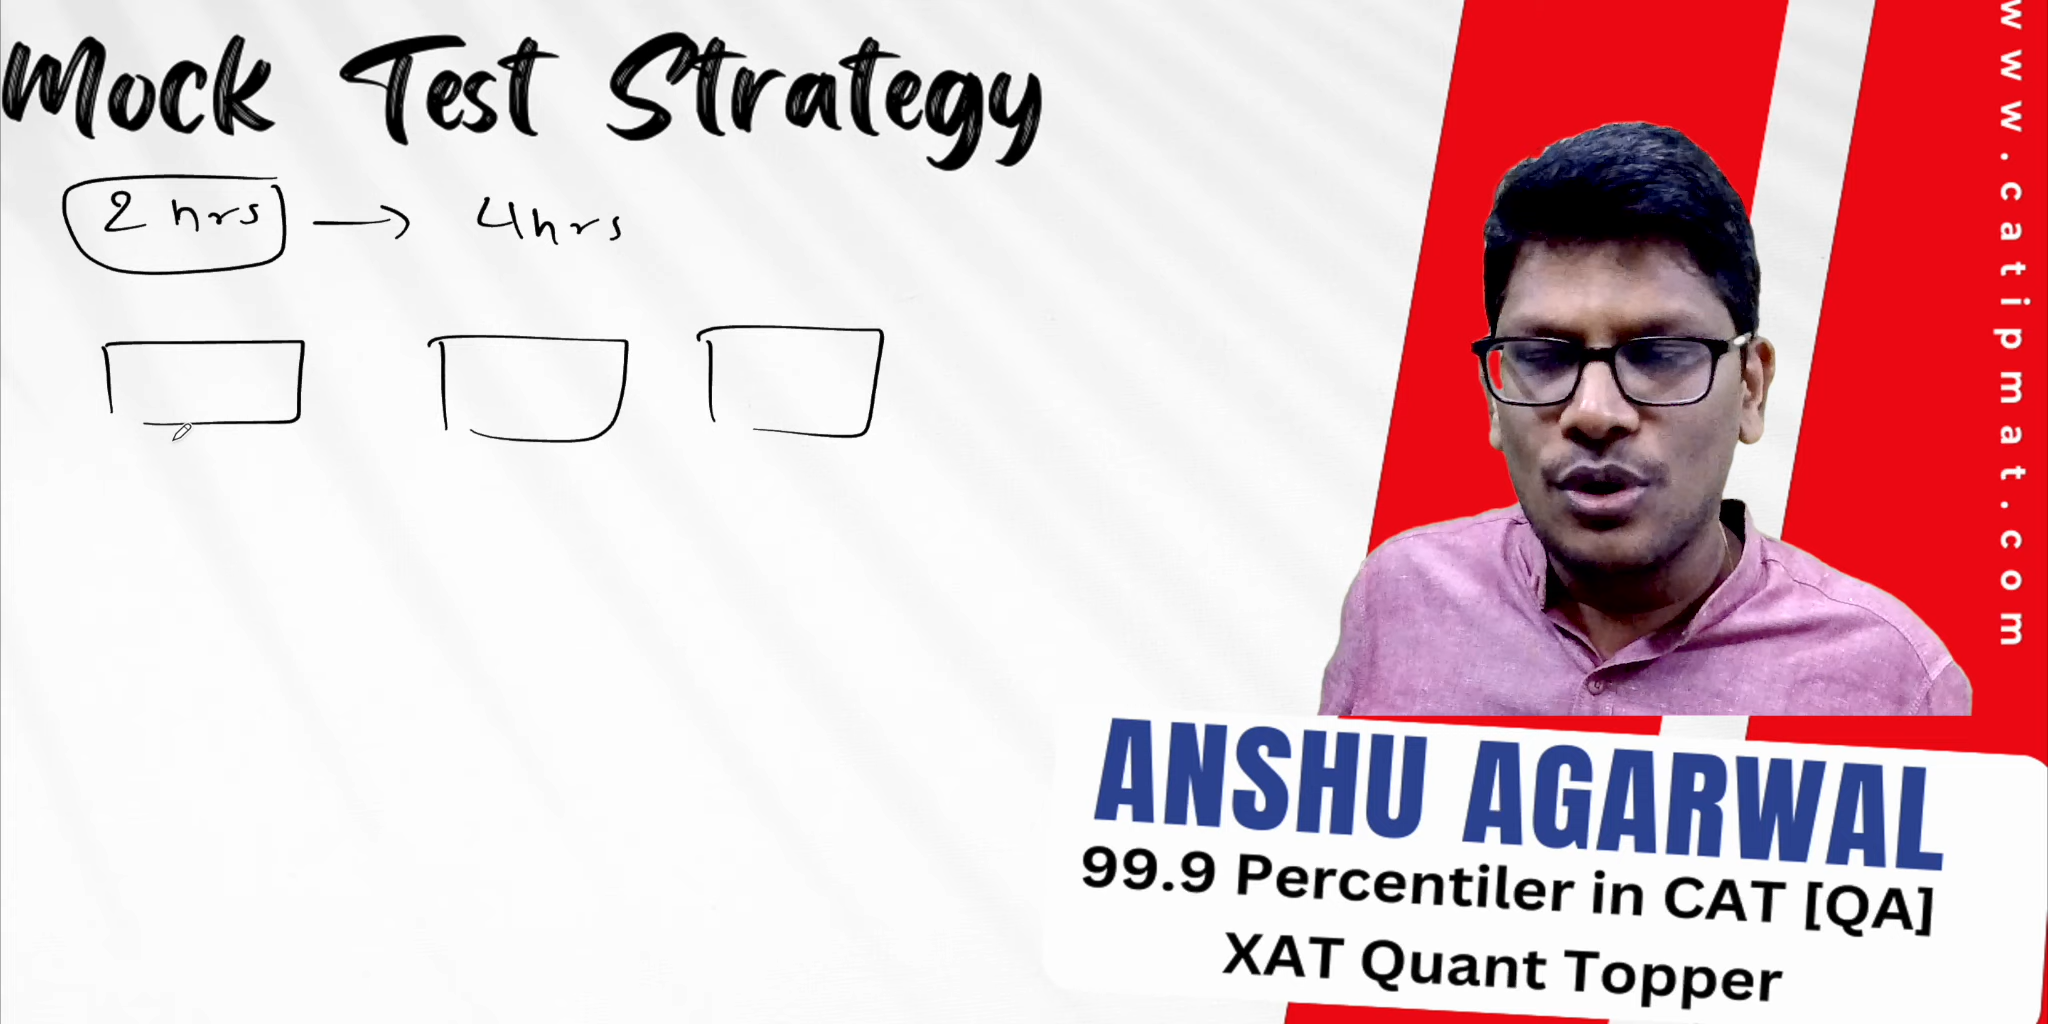 Mock Test Strategy
2 hrs → 4hrs
www.catipmat.com
ANSHU AGARWAL
99.9 Percentiler in CAT [QA]
XAT Quant Topper